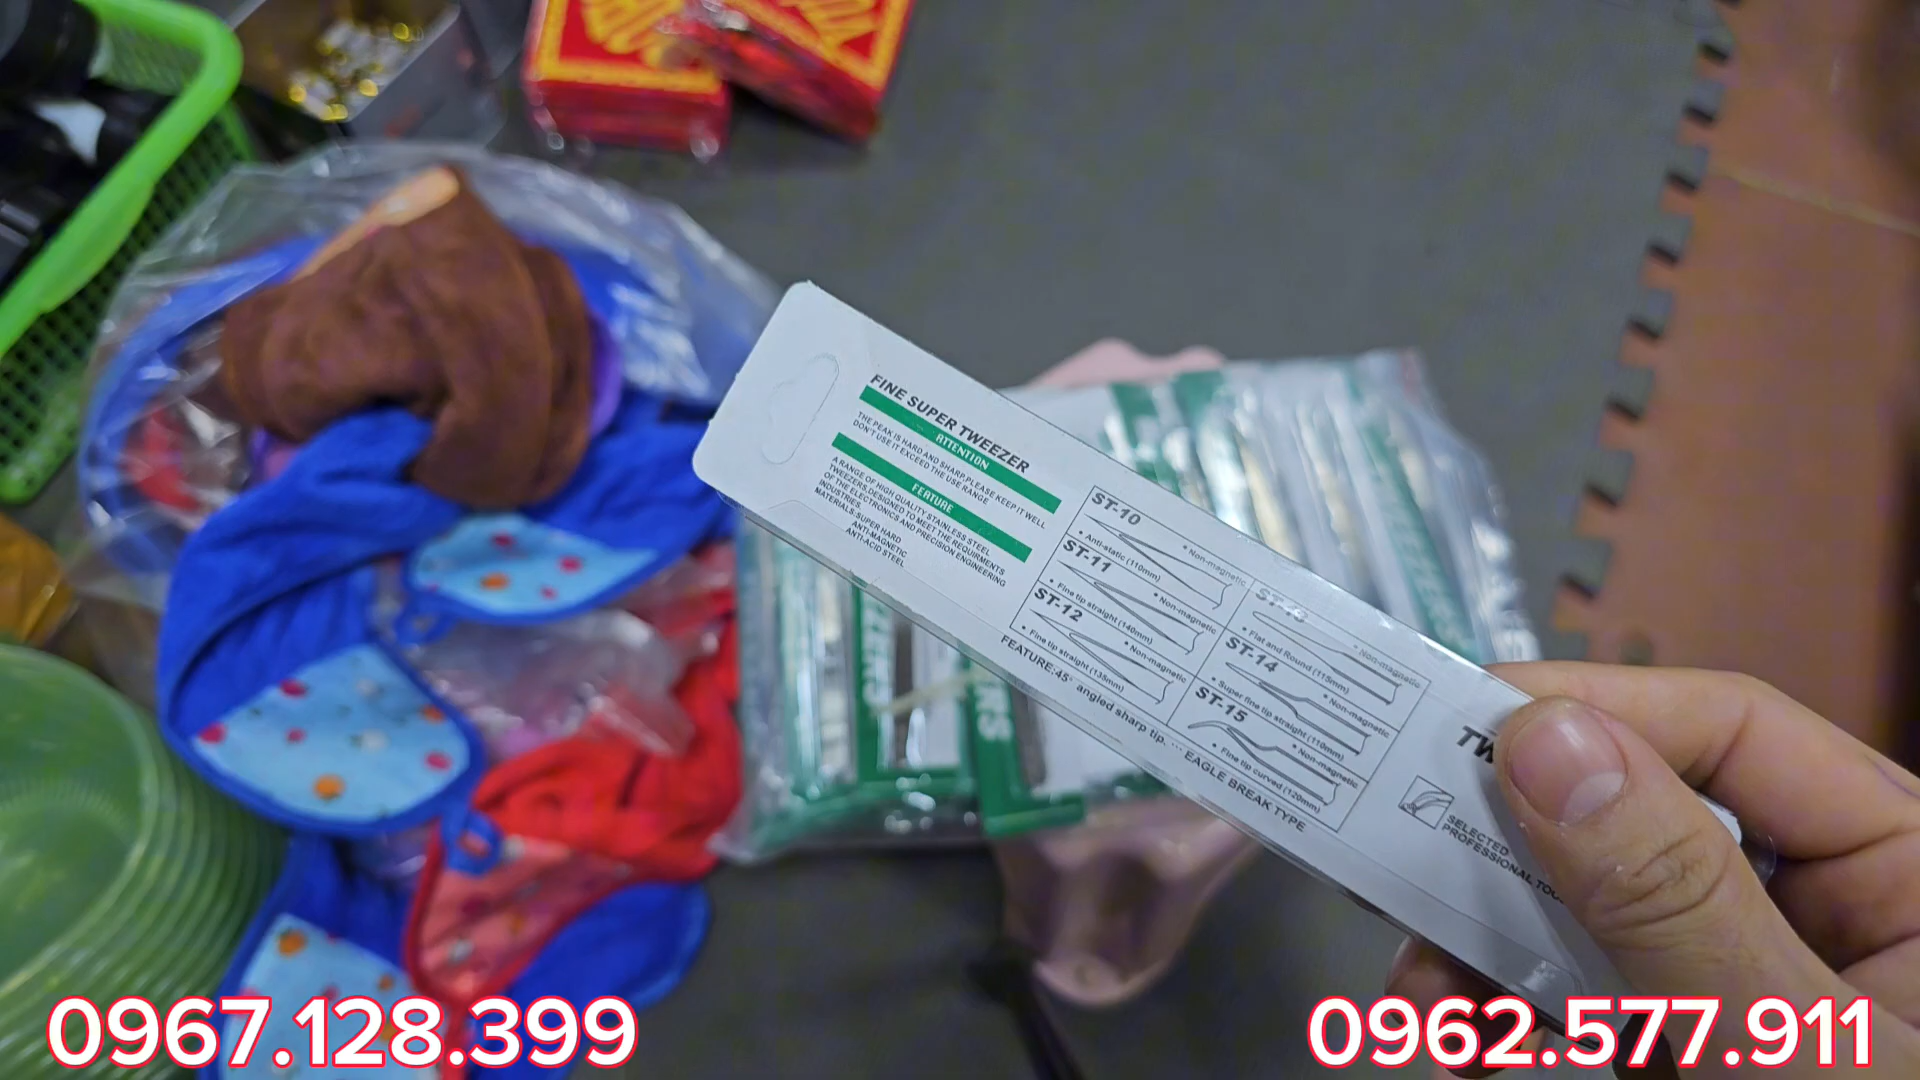 FINE SUPER TWEEZER
ATTENTION
THE PEAK IS HARD AND SHARP,PLEASE KEEP IT WELL
DON'T USE IT EXCEED THE USE RANGE
FEATURE
A RANGE OF HIGH QUALITY STAINLESS STEEL
TWEEZERS,DESIGNED TO MEET THE REQUIRMENTS
OF THE ELECTRONICS AND PRECISION ENGINEERING
INDUSTRIES.
MATERIALS:SUPER HARD
ANTI-MAGNETIC
ANTI-ACID STEEL
ST-10
• Anti-static (110mm) • Non-magnetic
ST-11
• Fine tip straight (140mm) • Non-magnetic
ST-12
• Fine tip straight (135mm) • Non-magnetic
• Flat and Round (115mm) • Non-magnetic
ST-14
• Super fine tip straight (110mm) • Non-magnetic
ST-15
• Fine tip curved (120mm) • Non-magnetic
FEATURE:45° angled sharp tip. ··· EAGLE BREAK TYPE
TW
SELECTED
PROFESSIONAL
TWEEZERS
0967.128.399
0962.577.911